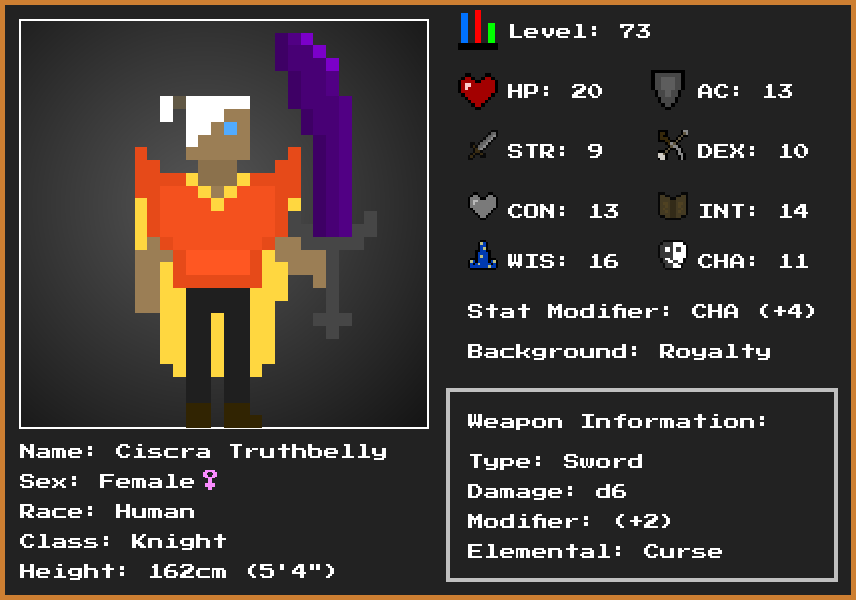 Level: 73
HP: 20 AC: 13
STR: 9 DEX: 10
CON: 13 INT: 14
WIS: 16 CHA: 11
Stat Modifier: CHA (+4)
Background: Royalty
Weapon Information:
Type: Sword
Damage: d6
Modifier: (+2)
Elemental: Curse
Name: Ciscra Truthbelly
Sex: Female♀
Race: Human
Class: Knight
Height: 162cm (5'4")